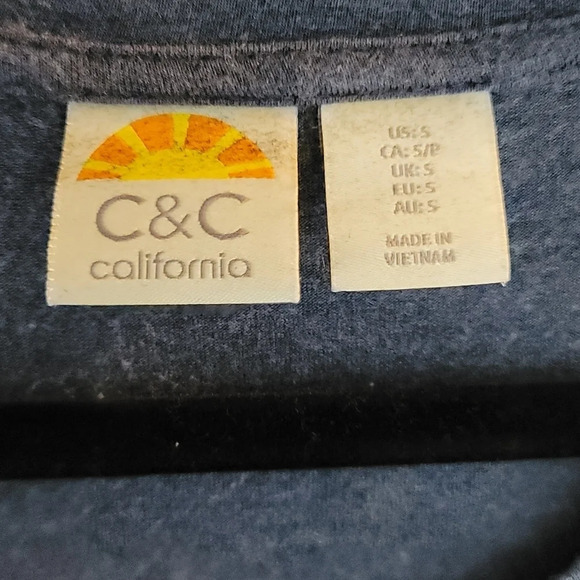 C&C
california
US: S
CA: S/P
UK: S
EU: S
AU: S
MADE IN
VIETNAM